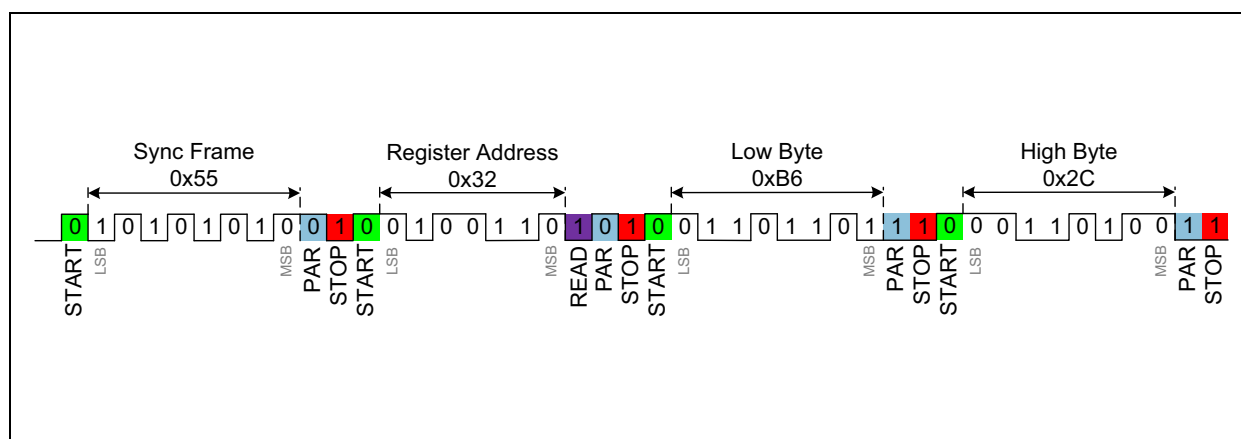 Sync Frame
0x55
Register Address
0x32
Low Byte
0xB6
High Byte
0x2C
0 1 0 1 0 1 0 1 0 0 1 0 0 1 0 0 1 1 0 1 0 1 0 0 1 1 0 1 1 0 1 1 1 0 0 0 1 1 0 1 0 0 1 1
START LSB MSB PAR STOP START LSB MSB READ PAR STOP START LSB MSB PAR STOP START LSB MSB PAR STOP